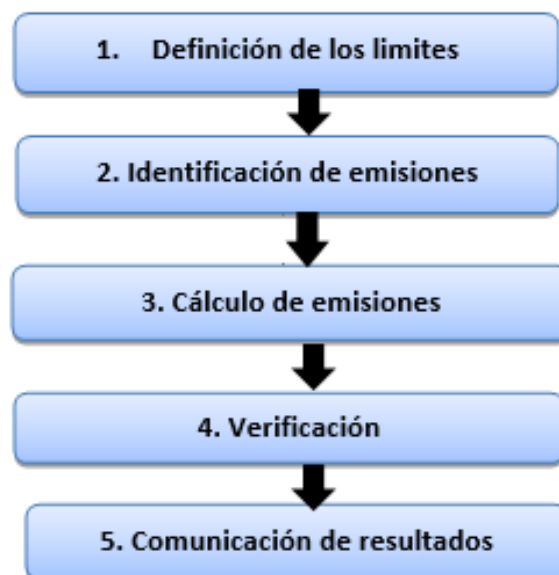 1. Definición de los limites
2. Identificación de emisiones
3. Cálculo de emisiones
4. Verificación
5. Comunicación de resultados